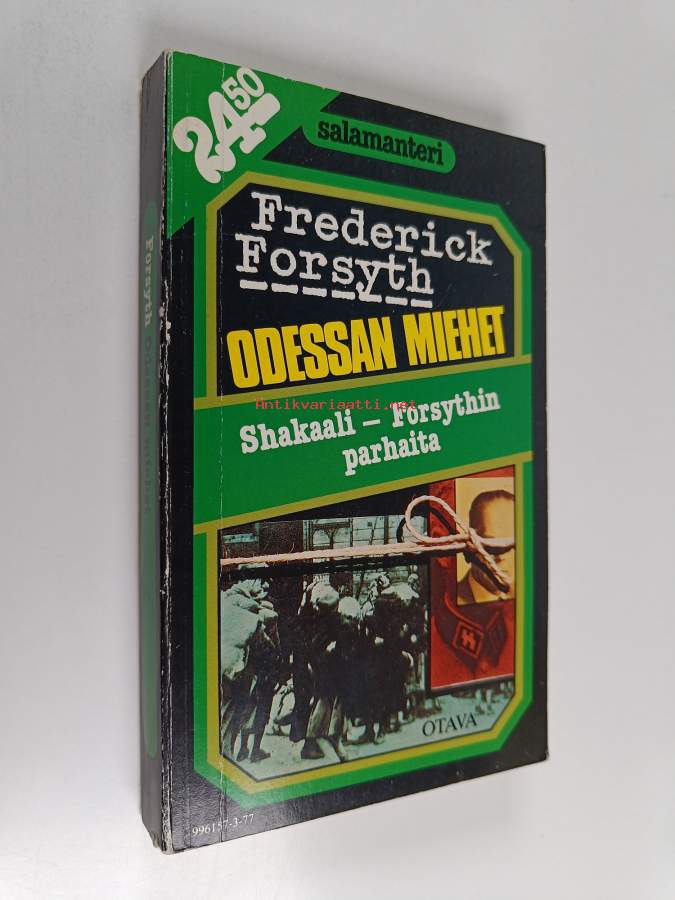 24.50
salamanteri
Frederick
Forsyth
ODESSAN MIEHET
Antikvariaatti.net
Shakaali – Forsythin
parhaita
OTAVA
996157-3-77
Forsyth Odessan miehet